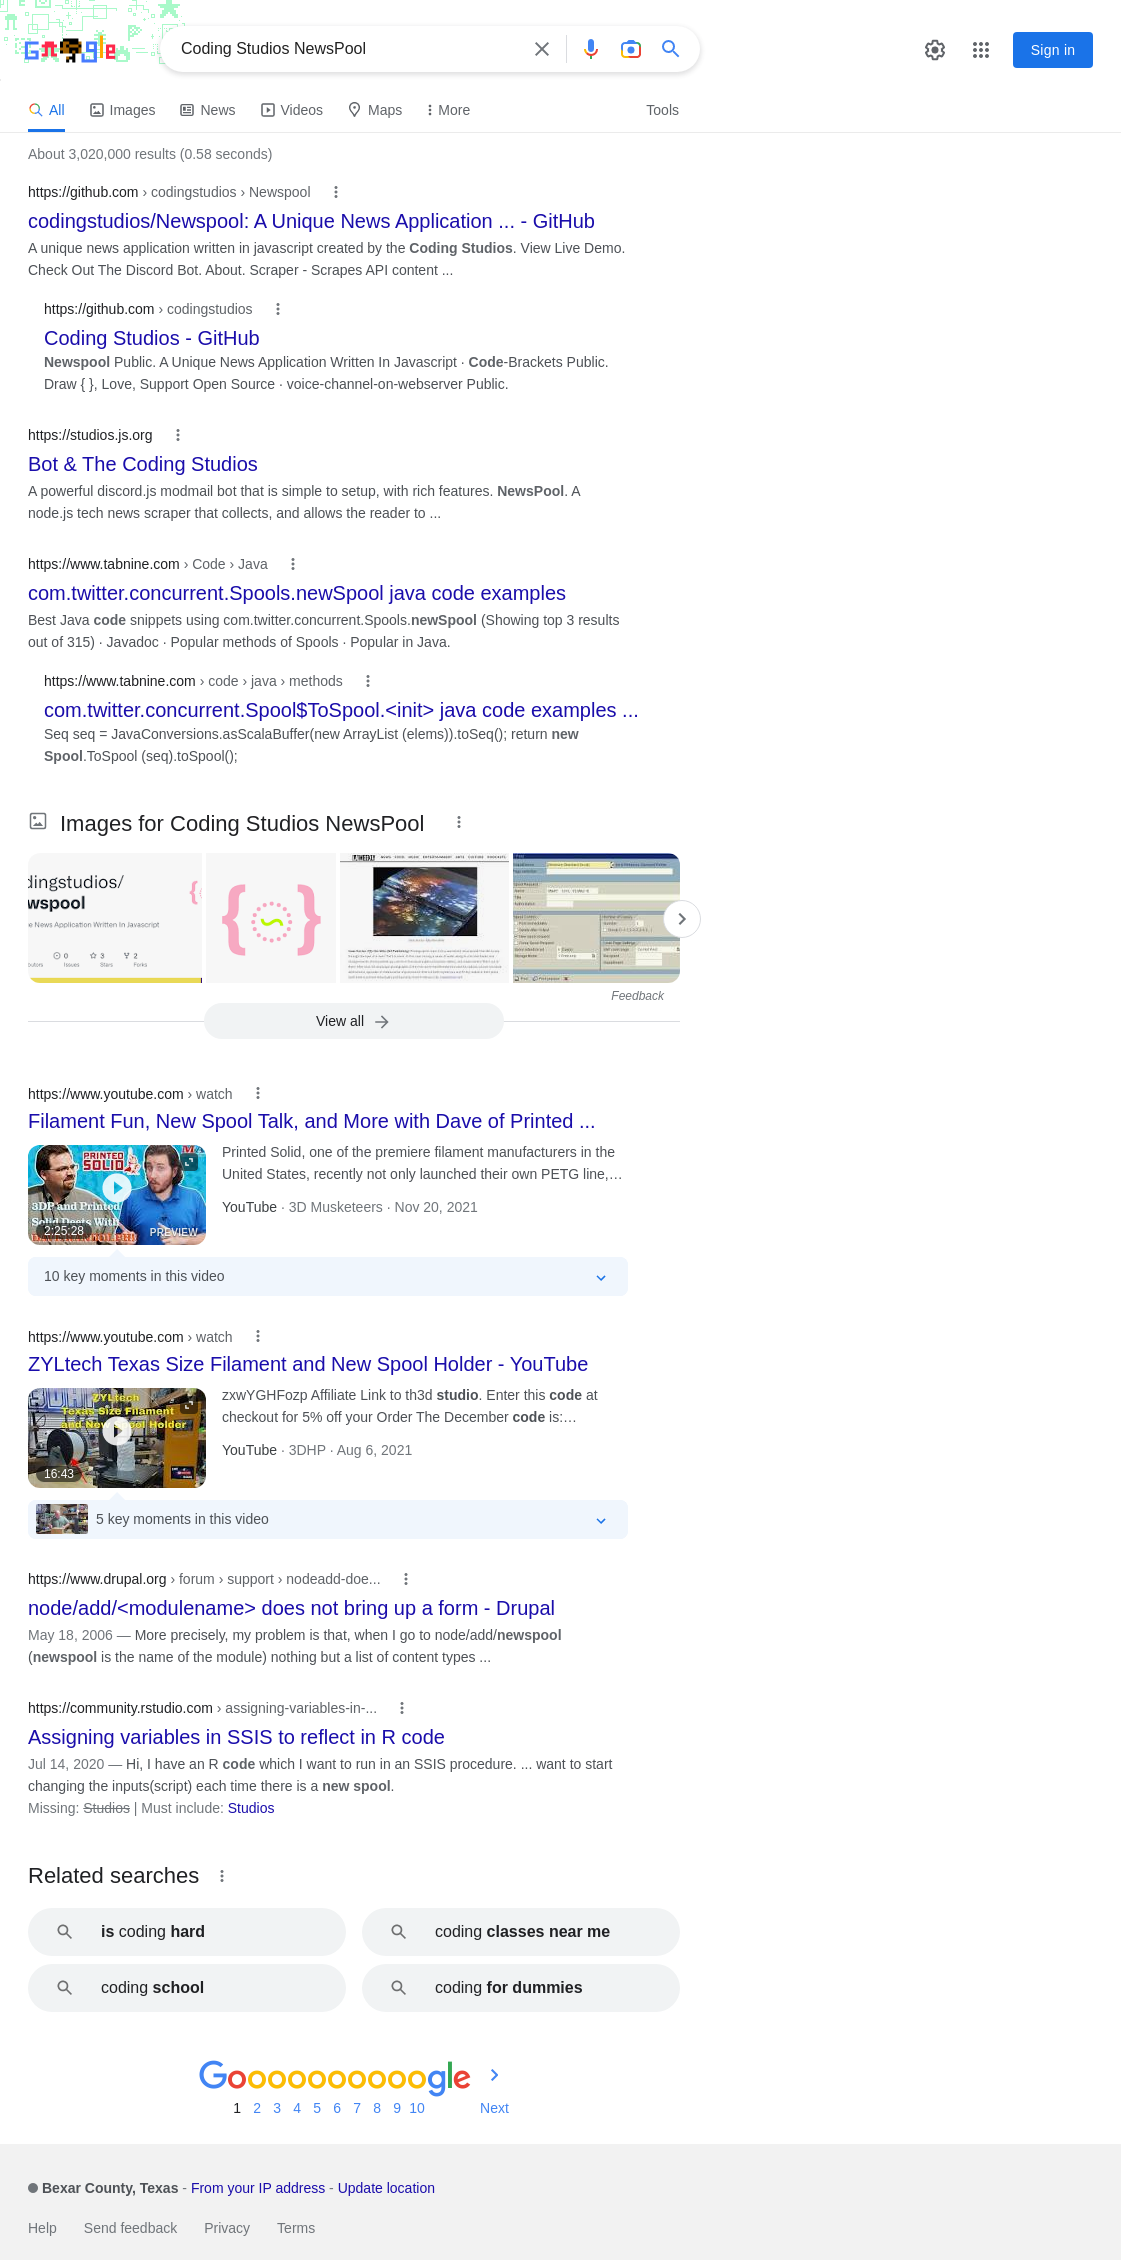 Google
Coding Studios NewsPool
Sign in
All
Images
News
Videos
Maps
More
Tools
About 3,020,000 results (0.58 seconds)
https://github.com › codingstudios › Newspool
codingstudios/Newspool: A Unique News Application ... - GitHub
A unique news application written in javascript created by the Coding Studios. View Live Demo.
Check Out The Discord Bot. About. Scraper - Scrapes API content ...
https://github.com › codingstudios
Coding Studios - GitHub
Newspool Public. A Unique News Application Written In Javascript · Code-Brackets Public.
Draw { }, Love, Support Open Source · voice-channel-on-webserver Public.
https://studios.js.org
Bot & The Coding Studios
A powerful discord.js modmail bot that is simple to setup, with rich features. NewsPool. A
node.js tech news scraper that collects, and allows the reader to ...
https://www.tabnine.com › Code › Java
com.twitter.concurrent.Spools.newSpool java code examples
Best Java code snippets using com.twitter.concurrent.Spools.newSpool (Showing top 3 results
out of 315) · Javadoc · Popular methods of Spools · Popular in Java.
https://www.tabnine.com › code › java › methods
com.twitter.concurrent.Spool$ToSpool.<init> java code examples ...
Seq seq = JavaConversions.asScalaBuffer(new ArrayList (elems)).toSeq(); return new
Spool.ToSpool (seq).toSpool();
Images for Coding Studios NewsPool
dingstudios/
wspool
e News Application Written In Javascript
0 3 2
Issues Stars Forks
WEEKLY
Feedback
View all
https://www.youtube.com › watch
Filament Fun, New Spool Talk, and More with Dave of Printed ...
PRINTED
SOLID
3DP and Printed
Solid Deets With
2:25:28
PREVIEW
Printed Solid, one of the premiere filament manufacturers in the
United States, recently not only launched their own PETG line,…
YouTube · 3D Musketeers · Nov 20, 2021
10 key moments in this video
https://www.youtube.com › watch
ZYLtech Texas Size Filament and New Spool Holder - YouTube
ZYLtech
Texas Size Filament
and New Spool Holder
16:43
zxwYGHFozp Affiliate Link to th3d studio. Enter this code at
checkout for 5% off your Order The December code is:…
YouTube · 3DHP · Aug 6, 2021
5 key moments in this video
https://www.drupal.org › forum › support › nodeadd-doe...
node/add/<modulename> does not bring up a form - Drupal
May 18, 2006 — More precisely, my problem is that, when I go to node/add/newspool
(newspool is the name of the module) nothing but a list of content types ...
https://community.rstudio.com › assigning-variables-in-...
Assigning variables in SSIS to reflect in R code
Jul 14, 2020 — Hi, I have an R code which I want to run in an SSIS procedure. ... want to start
changing the inputs(script) each time there is a new spool.
Missing: Studios | Must include: Studios
Related searches
is coding hard
coding classes near me
coding school
coding for dummies
Goooooooooogle
1 2 3 4 5 6 7 8 9 10 Next
Bexar County, Texas - From your IP address - Update location
Help Send feedback Privacy Terms